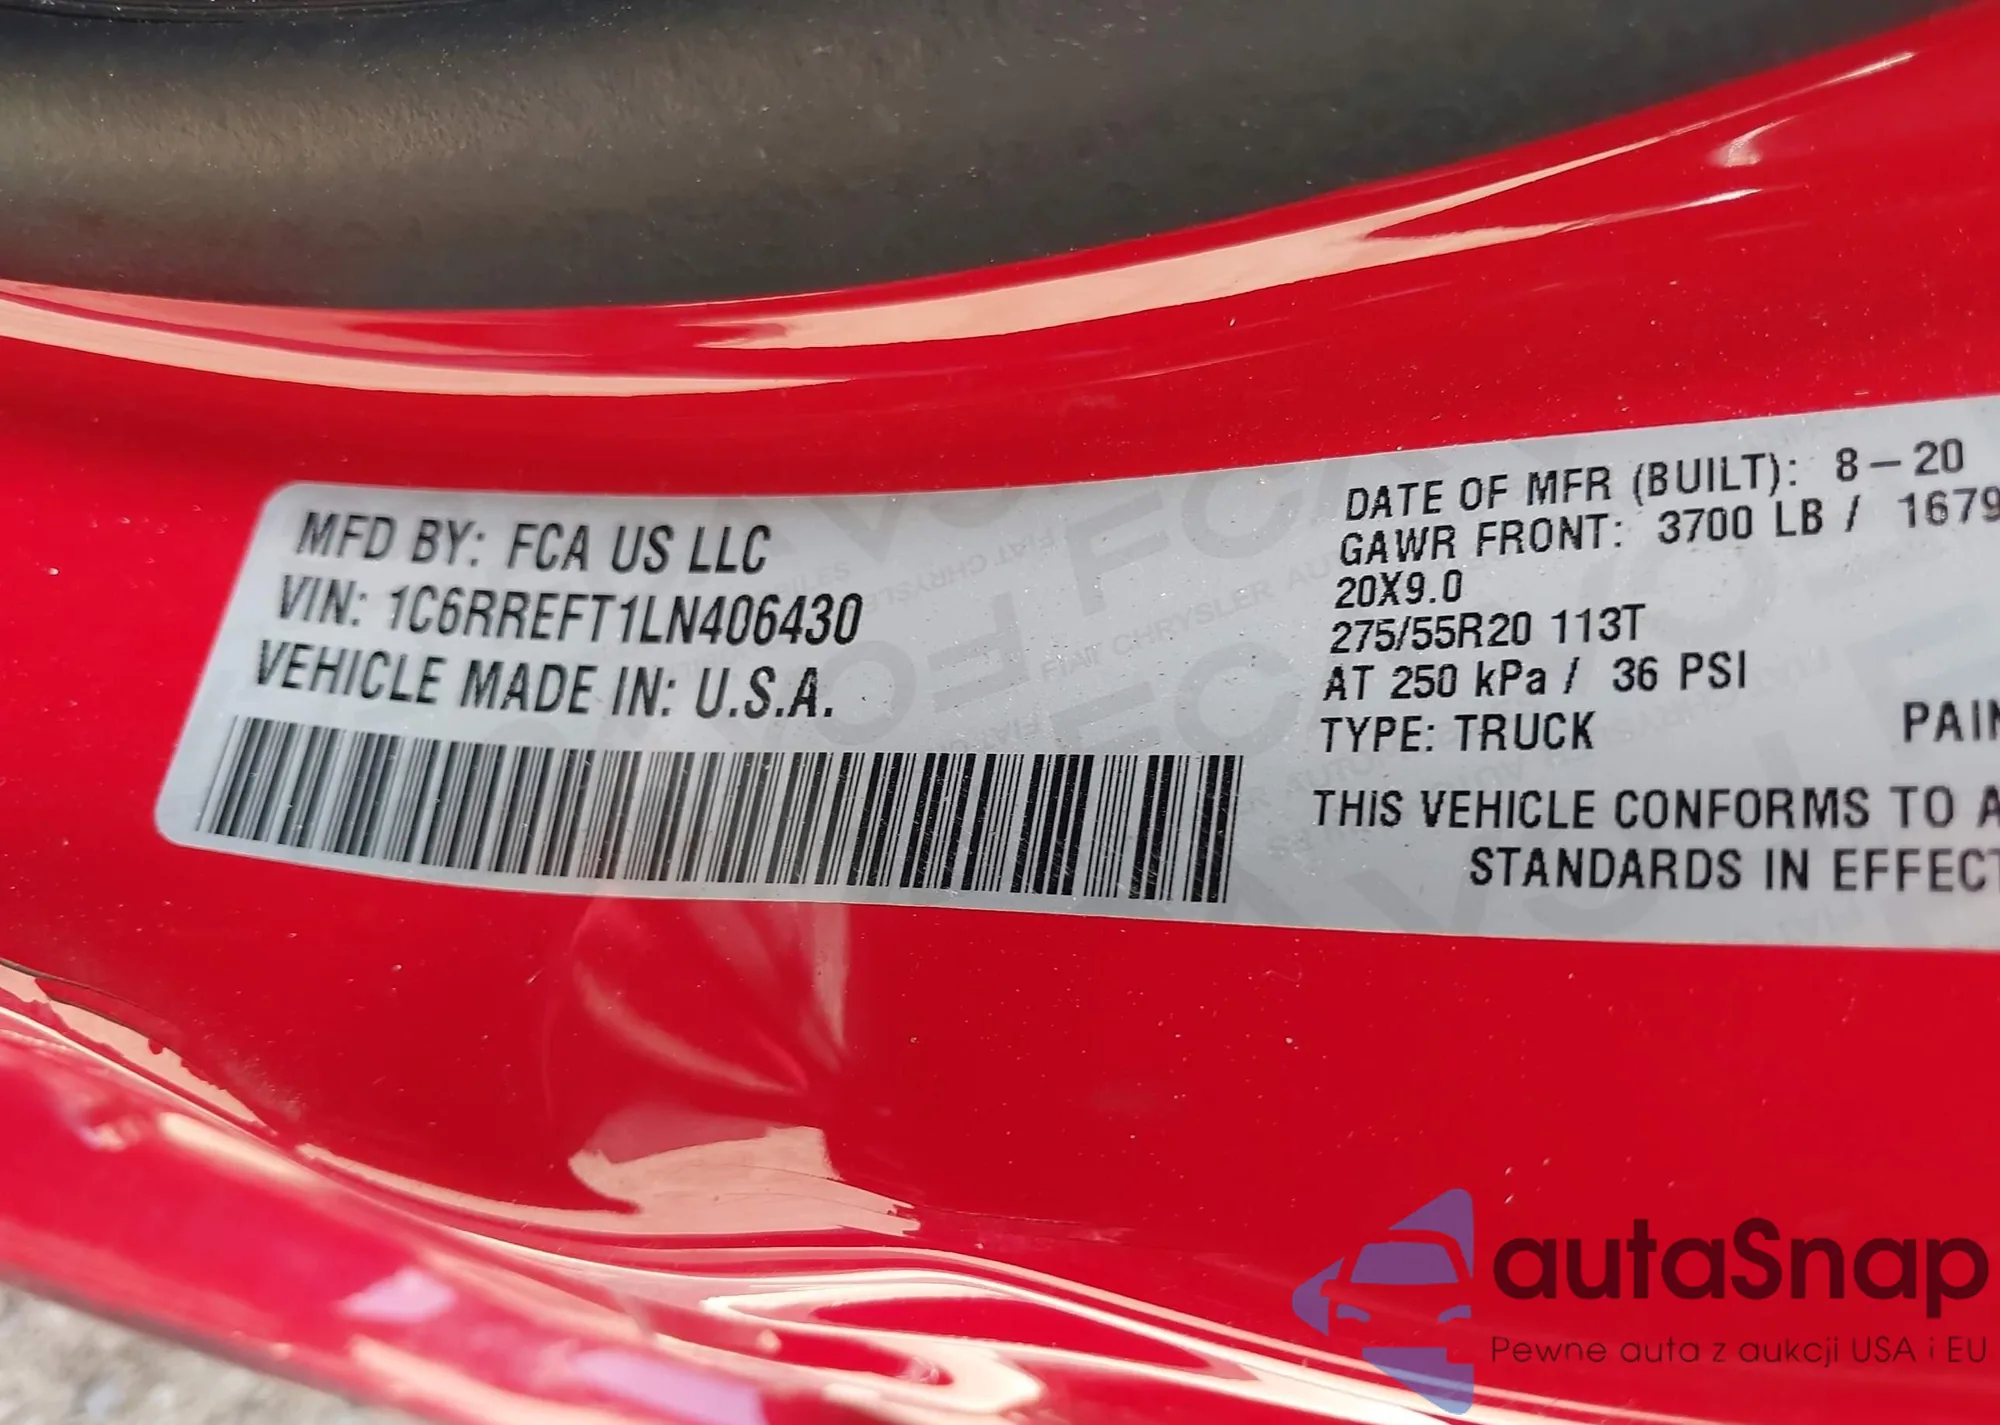 MFD BY: FCA US LLC
VIN: 1C6RREFT1LN406430
VEHICLE MADE IN: U.S.A.
DATE OF MFR (BUILT): 8-20
GAWR FRONT: 3700 LB / 1679
20X9.0
275/55R20 113T
AT 250 kPa / 36 PSI
TYPE: TRUCK
PAIN
THIS VEHICLE CONFORMS TO A
STANDARDS IN EFFECT
autaSnap
Pewne auta z aukcji USA i EU